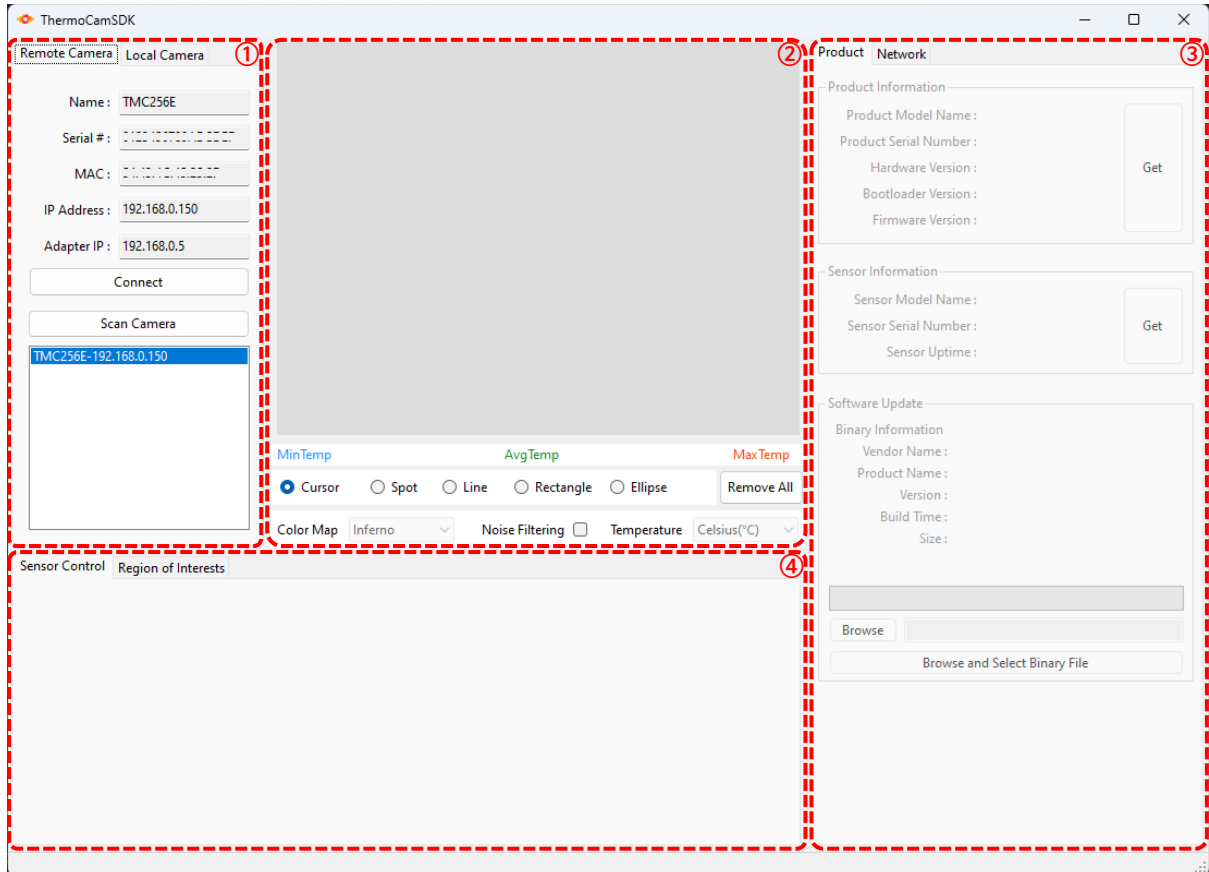 ThermoCamSDK
Remote Camera Local Camera ①
Name : TMC256E
Serial # :
MAC :
IP Address : 192.168.0.150
Adapter IP : 192.168.0.5
Connect
Scan Camera
TMC256E-192.168.0.150
②
MinTemp AvgTemp MaxTemp
Cursor Spot Line Rectangle Ellipse Remove All
Color Map Inferno Noise Filtering Temperature Celsius(°C)
Product Network ③
Product Information
Product Model Name :
Product Serial Number :
Hardware Version :
Bootloader Version :
Firmware Version :
Get
Sensor Information
Sensor Model Name :
Sensor Serial Number :
Sensor Uptime :
Get
Software Update
Binary Information
Vendor Name :
Product Name :
Version :
Build Time :
Size :
Browse
Browse and Select Binary File
Sensor Control Region of Interests ④